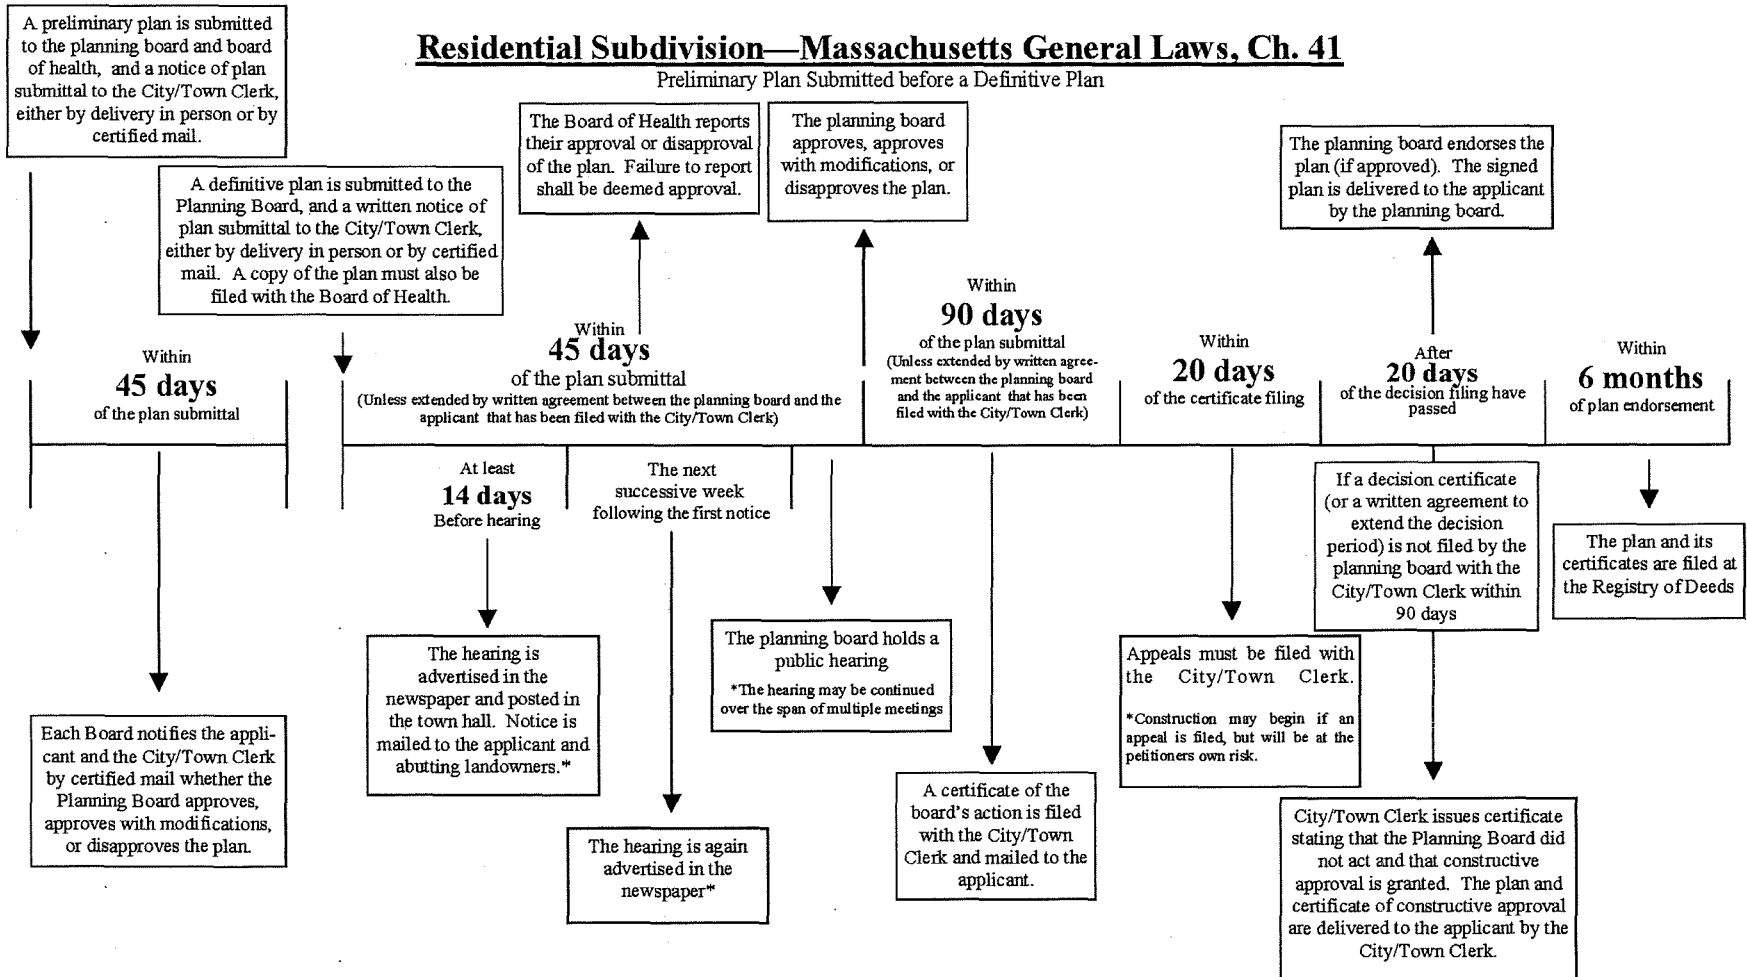 A preliminary plan is submitted
to the planning board and board
of health, and a notice of plan
submittal to the City/Town Clerk,
either by delivery in person or by
certified mail.
Residential Subdivision—Massachusetts General Laws, Ch. 41
Preliminary Plan Submitted before a Definitive Plan
A definitive plan is submitted to the
Planning Board, and a written notice of
plan submittal to the City/Town Clerk,
either by delivery in person or by certified
mail. A copy of the plan must also be
filed with the Board of Health.
The Board of Health reports
their approval or disapproval
of the plan. Failure to report
shall be deemed approval.
The planning board
approves, approves
with modifications, or
disapproves the plan.
The planning board endorses the
plan (if approved). The signed
plan is delivered to the applicant
by the planning board.
Within
45 days
of the plan submittal
Within
45 days
of the plan submittal
(Unless extended by written agreement between the planning board and the
applicant that has been filed with the City/Town Clerk)
Within
90 days
of the plan submittal
(Unless extended by written agree-
ment between the planning board
and the applicant that has been
filed with the City/Town Clerk)
Within
20 days
of the certificate filing
After
20 days
of the decision filing have
passed
Within
6 months
of plan endorsement
At least
14 days
Before hearing
The next
successive week
following the first notice
If a decision certificate
(or a written agreement to
extend the decision
period) is not filed by the
planning board with the
City/Town Clerk within
90 days
The plan and its
certificates are filed at
the Registry of Deeds
Each Board notifies the appli-
cant and the City/Town Clerk
by certified mail whether the
Planning Board approves,
approves with modifications,
or disapproves the plan.
The hearing is
advertised in the
newspaper and posted in
the town hall. Notice is
mailed to the applicant and
abutting landowners.*
The hearing is again
advertised in the
newspaper*
The planning board holds a
public hearing
*The hearing may be continued
over the span of multiple meetings
A certificate of the
board's action is filed
with the City/Town
Clerk and mailed to the
applicant.
Appeals must be filed with
the City/Town Clerk.
*Construction may begin if an
appeal is filed, but will be at the
petitioners own risk.
City/Town Clerk issues certificate
stating that the Planning Board did
not act and that constructive
approval is granted. The plan and
certificate of constructive approval
are delivered to the applicant by the
City/Town Clerk.